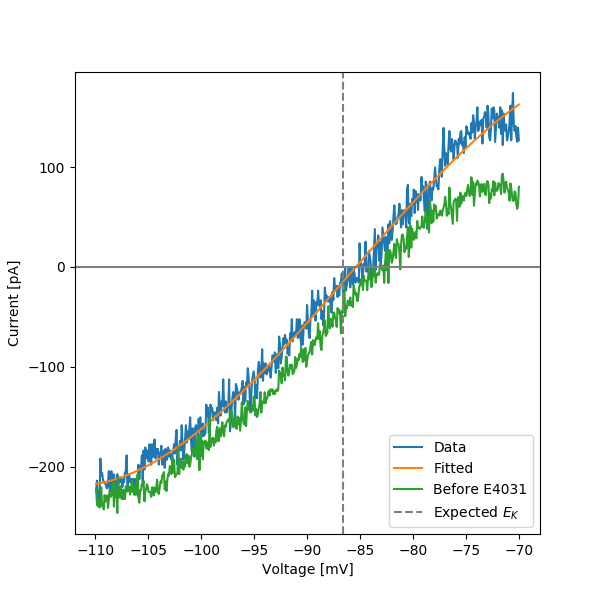 100
0
−100
−200
Current [pA]
−110
−105
−100
−95
−90
−85
−80
−75
−70
Voltage [mV]
Data
Fitted
Before E4031
Expected E_K